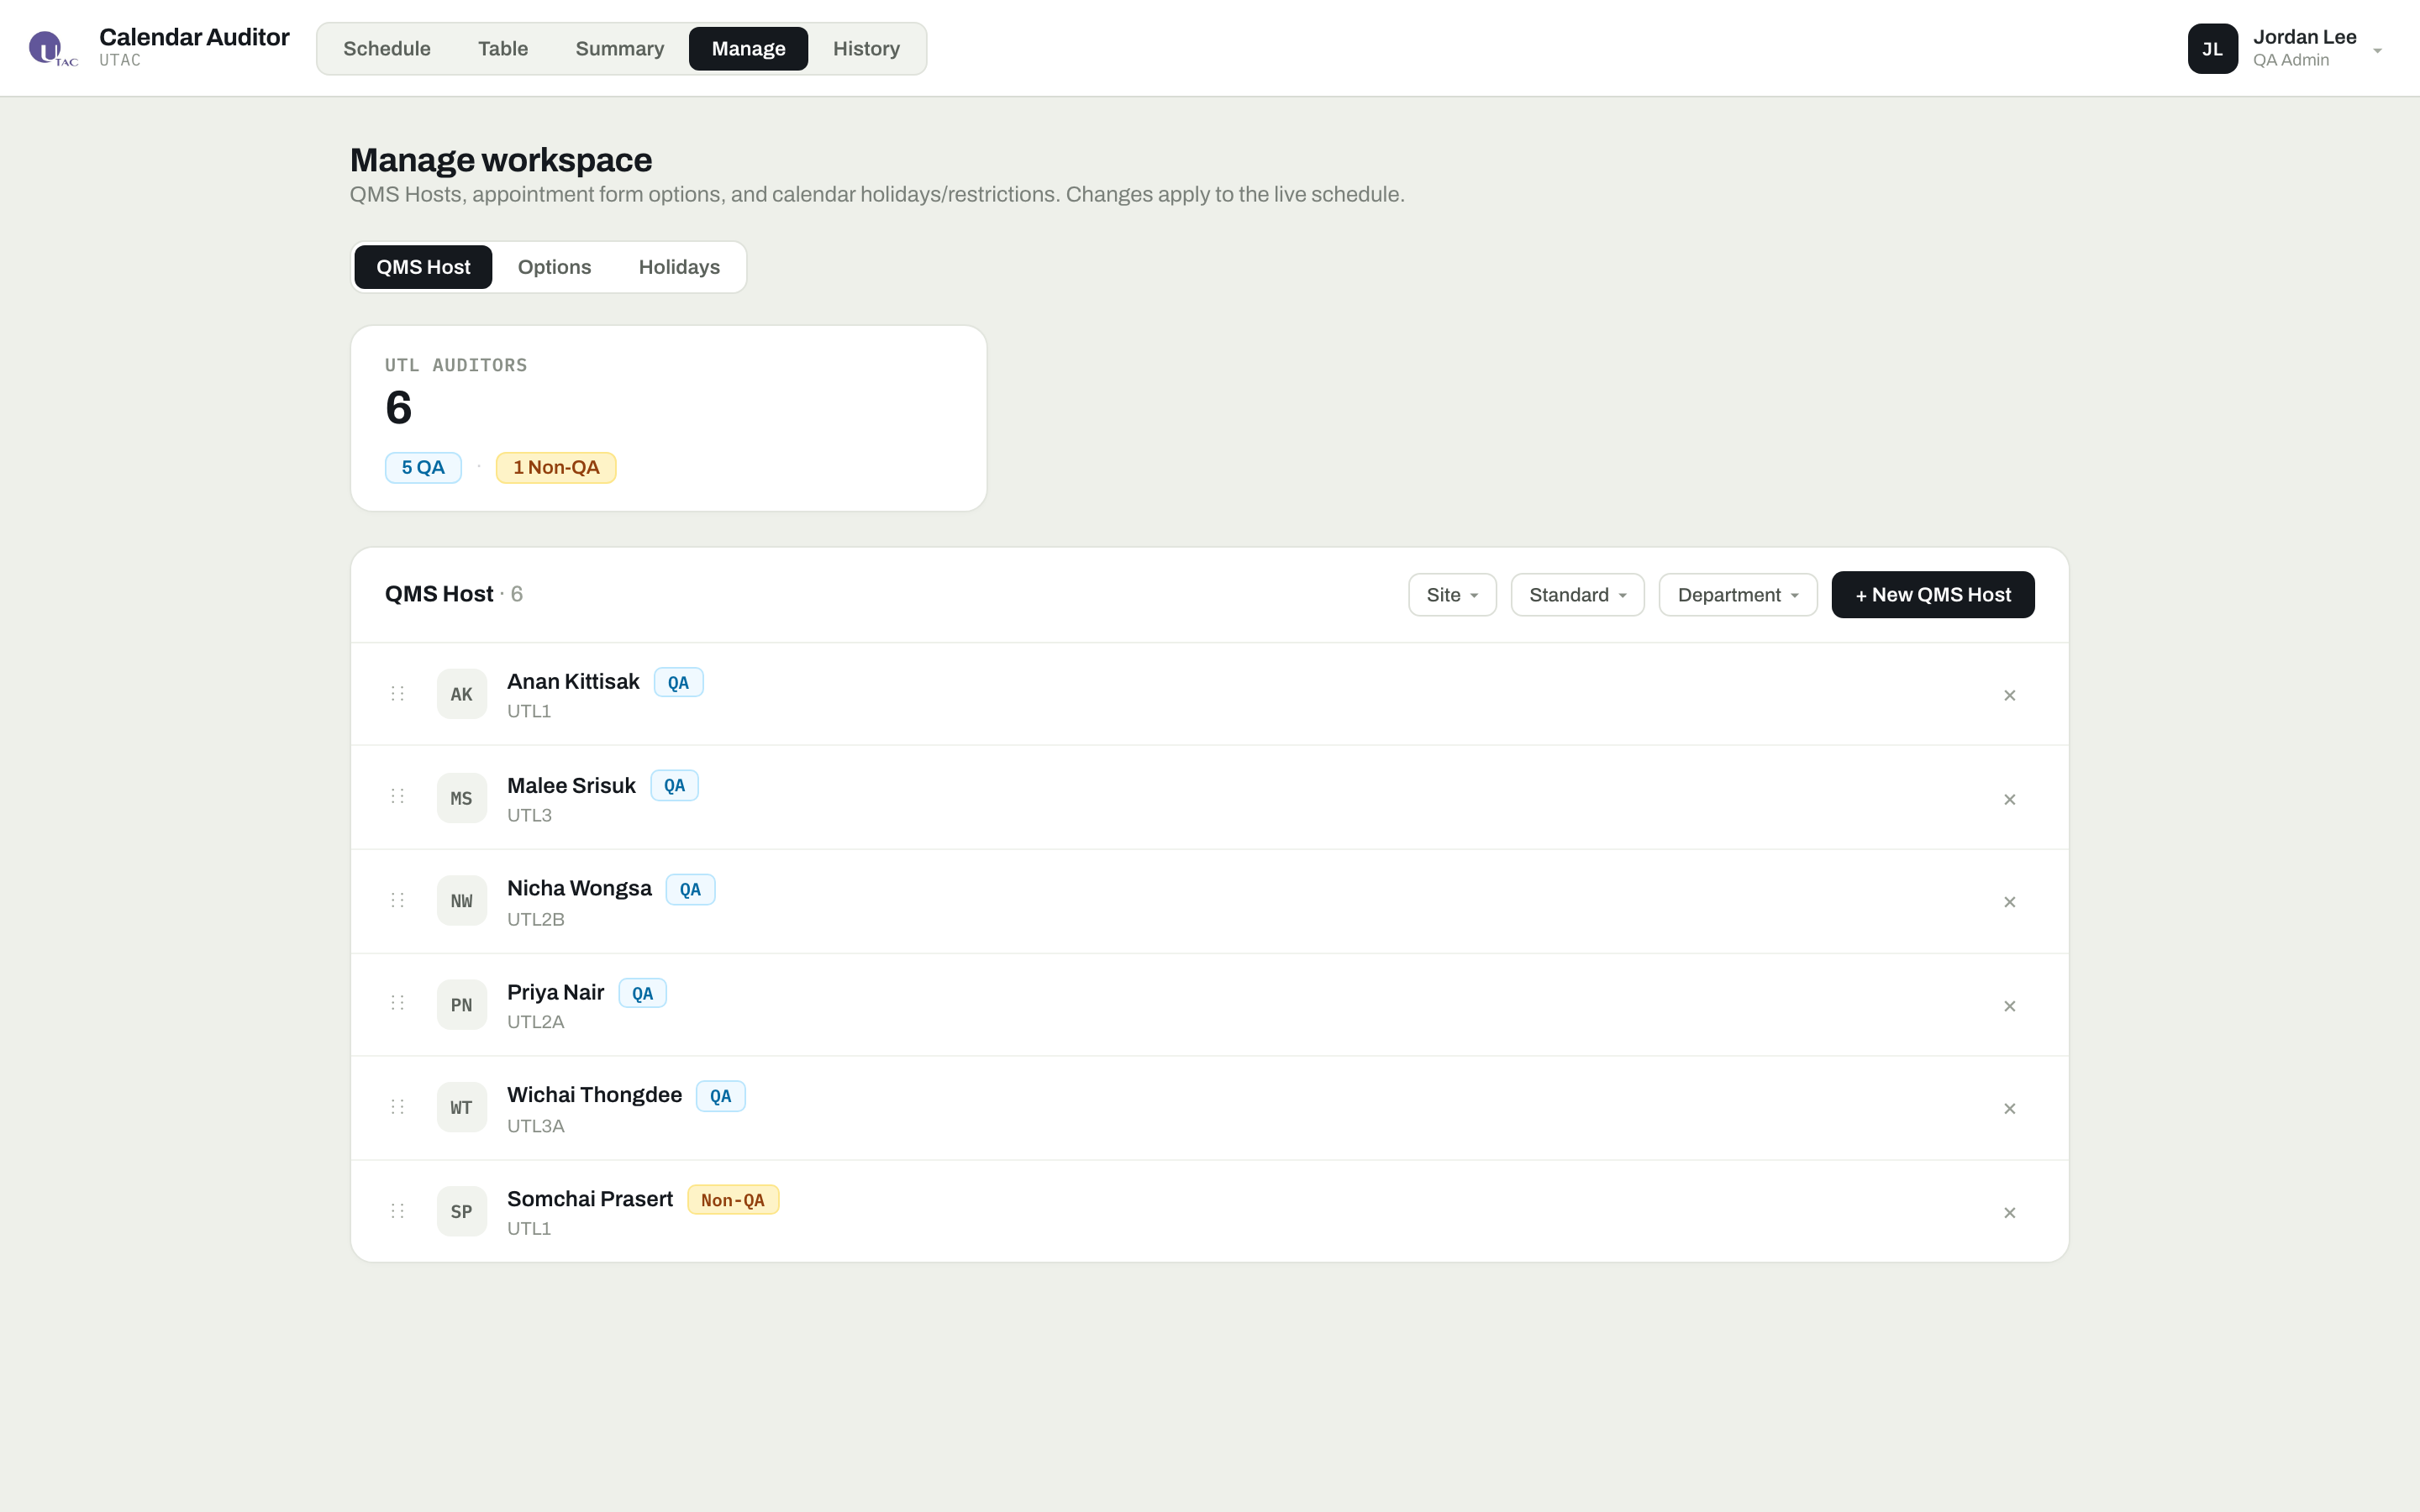 UTAC
Calendar Auditor
UTAC
Schedule
Table
Summary
Manage
History
JL
Jordan Lee
QA Admin
Manage workspace
QMS Hosts, appointment form options, and calendar holidays/restrictions. Changes apply to the live schedule.
QMS Host
Options
Holidays
UTL AUDITORS
6
5 QA · 1 Non-QA
QMS Host · 6
Site
Standard
Department
+ New QMS Host
AK
Anan Kittisak QA
UTL1
×
MS
Malee Srisuk QA
UTL3
×
NW
Nicha Wongsa QA
UTL2B
×
PN
Priya Nair QA
UTL2A
×
WT
Wichai Thongdee QA
UTL3A
×
SP
Somchai Prasert Non-QA
UTL1
×